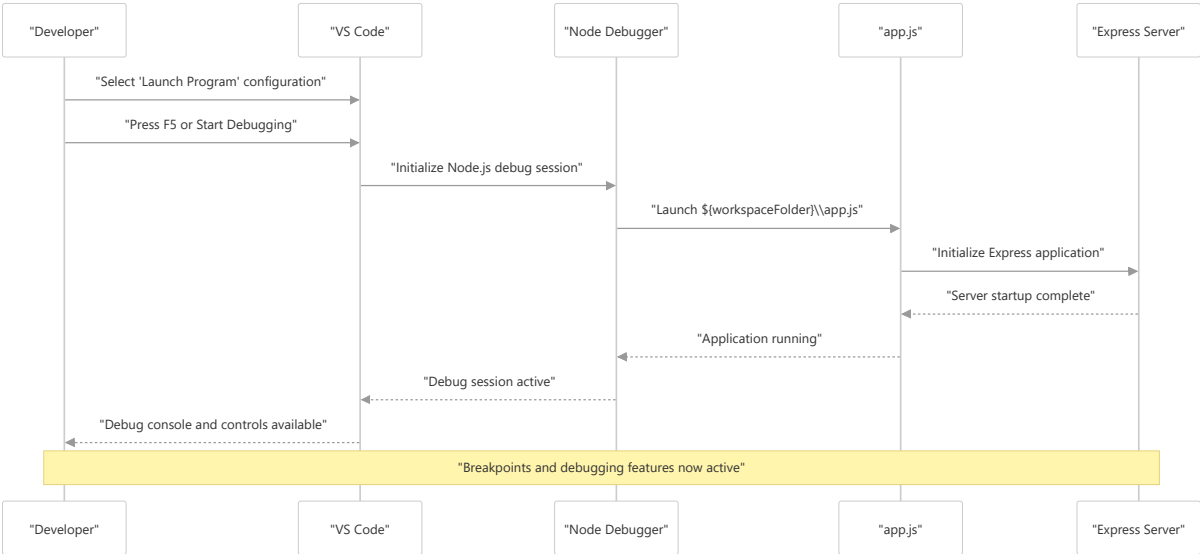 "Developer"
"VS Code"
"Node Debugger"
"app.js"
"Express Server"
"Select 'Launch Program' configuration"
"Press F5 or Start Debugging"
"Initialize Node.js debug session"
"Launch ${workspaceFolder}\\app.js"
"Initialize Express application"
"Server startup complete"
"Application running"
"Debug session active"
"Debug console and controls available"
"Breakpoints and debugging features now active"
"Developer"
"VS Code"
"Node Debugger"
"app.js"
"Express Server"